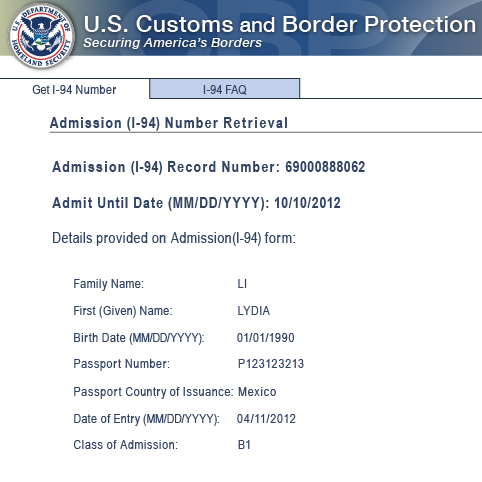 U.S. DEPARTMENT OF HOMELAND SECURITY
U.S. Customs and Border Protection
Securing America's Borders
Get I-94 Number
I-94 FAQ
Admission (I-94) Number Retrieval
Admission (I-94) Record Number: 69000888062
Admit Until Date (MM/DD/YYYY): 10/10/2012
Details provided on Admission(I-94) form:
Family Name: LI
First (Given) Name: LYDIA
Birth Date (MM/DD/YYYY): 01/01/1990
Passport Number: P123123213
Passport Country of Issuance: Mexico
Date of Entry (MM/DD/YYYY): 04/11/2012
Class of Admission: B1